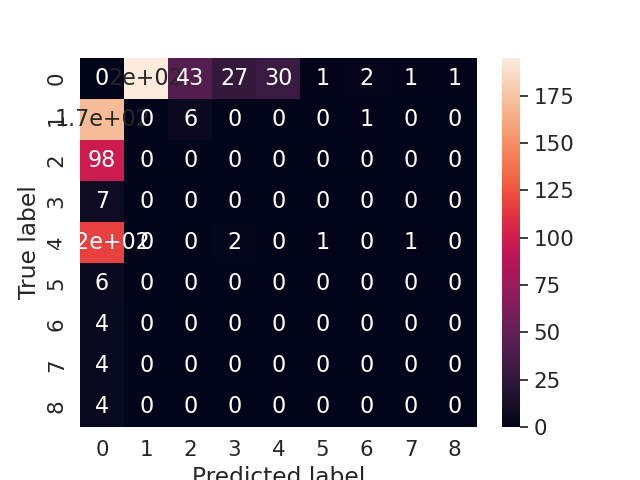 0 2e+02 43 27 30 1 2 1 1
1.7e+02 0 6 0 0 0 1 0 0
98 0 0 0 0 0 0 0 0
7 0 0 0 0 0 0 0 0
2e+02 0 0 2 0 1 0 1 0
6 0 0 0 0 0 0 0 0
4 0 0 0 0 0 0 0 0
4 0 0 0 0 0 0 0 0
4 0 0 0 0 0 0 0 0
0
1
2
3
4
5
6
7
8
True label
0 1 2 3 4 5 6 7 8
Predicted label
175
150
125
100
75
50
25
0